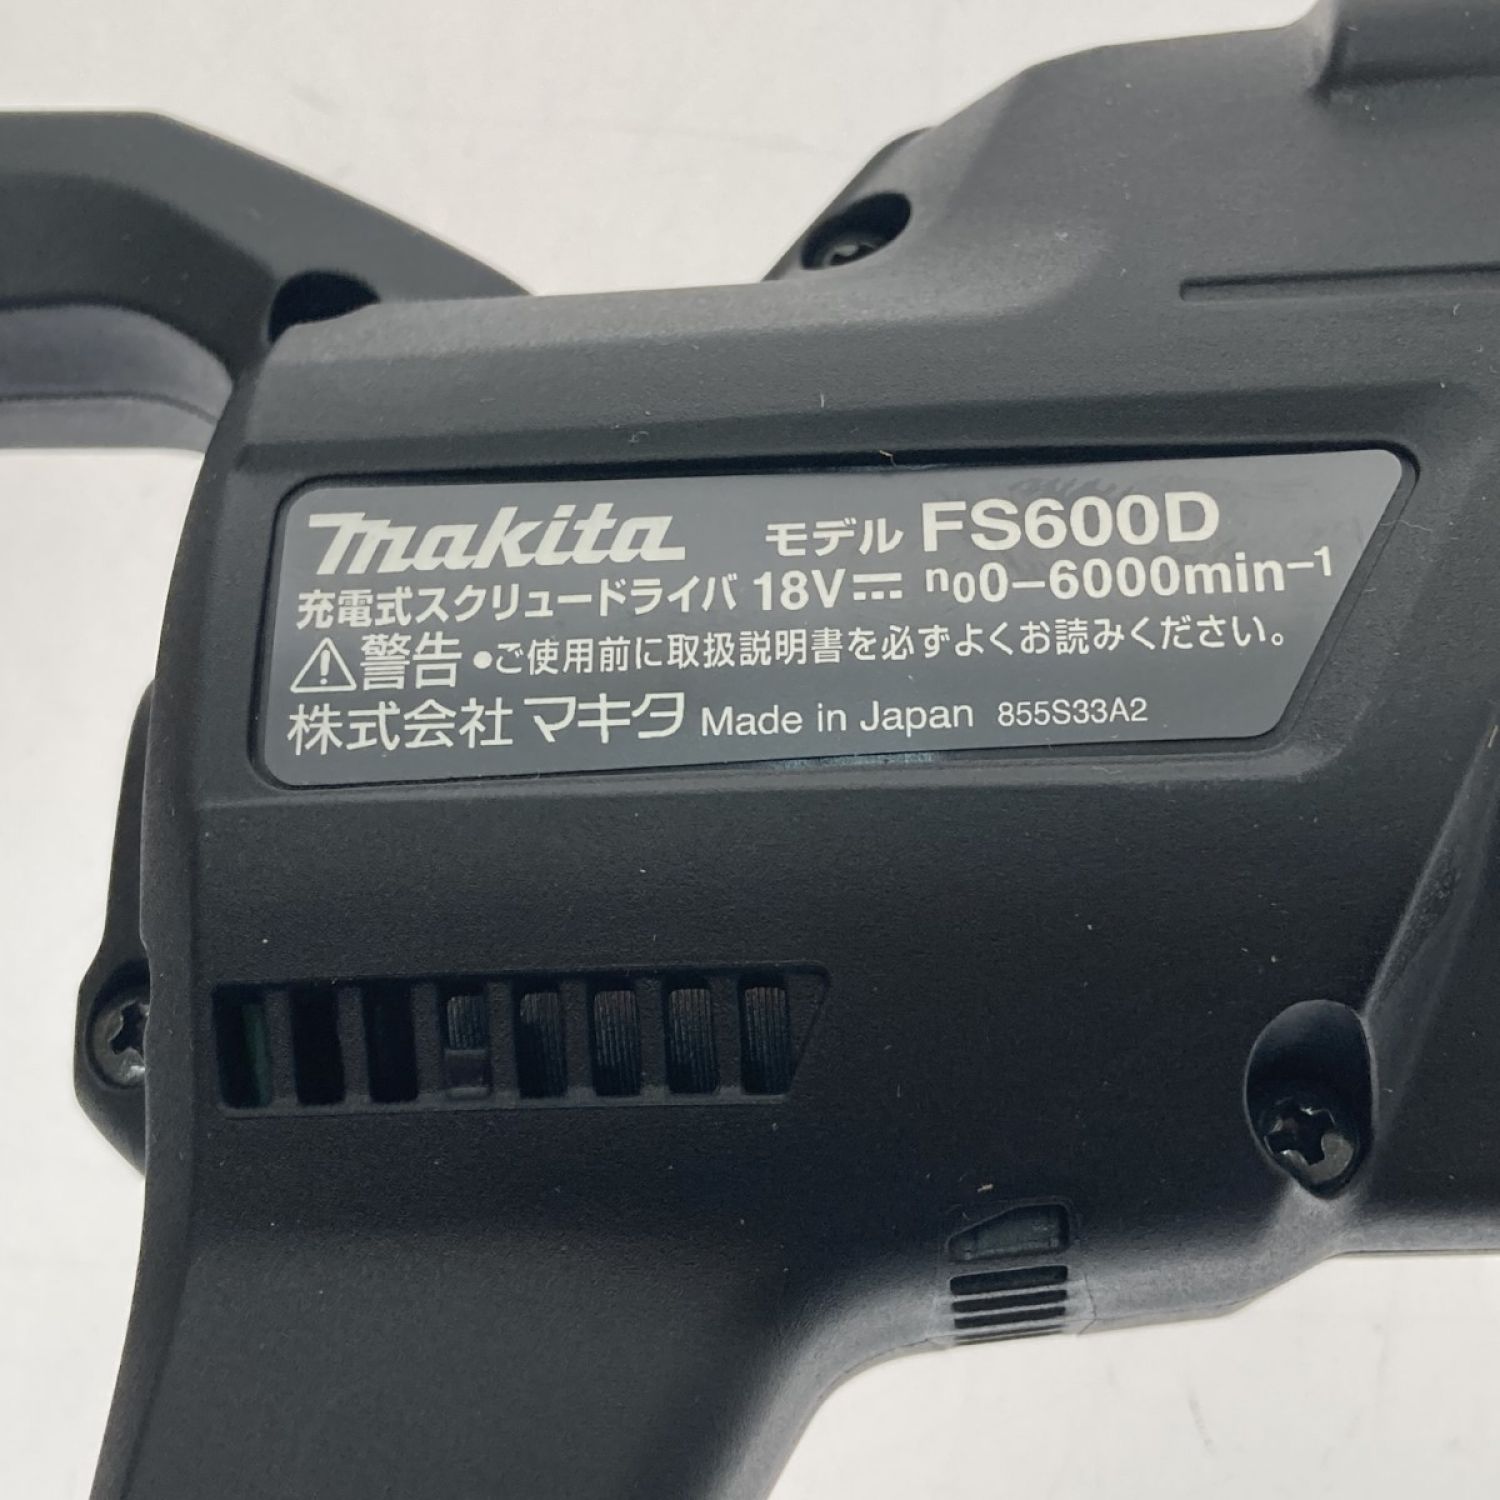 makita モデル FS600D
充電式スクリュードライバ 18V⎓ n₀0−6000min−1
⚠警告 •ご使用前に取扱説明書を必ずよくお読みください。
株式会社マキタ Made in Japan 855S33A2